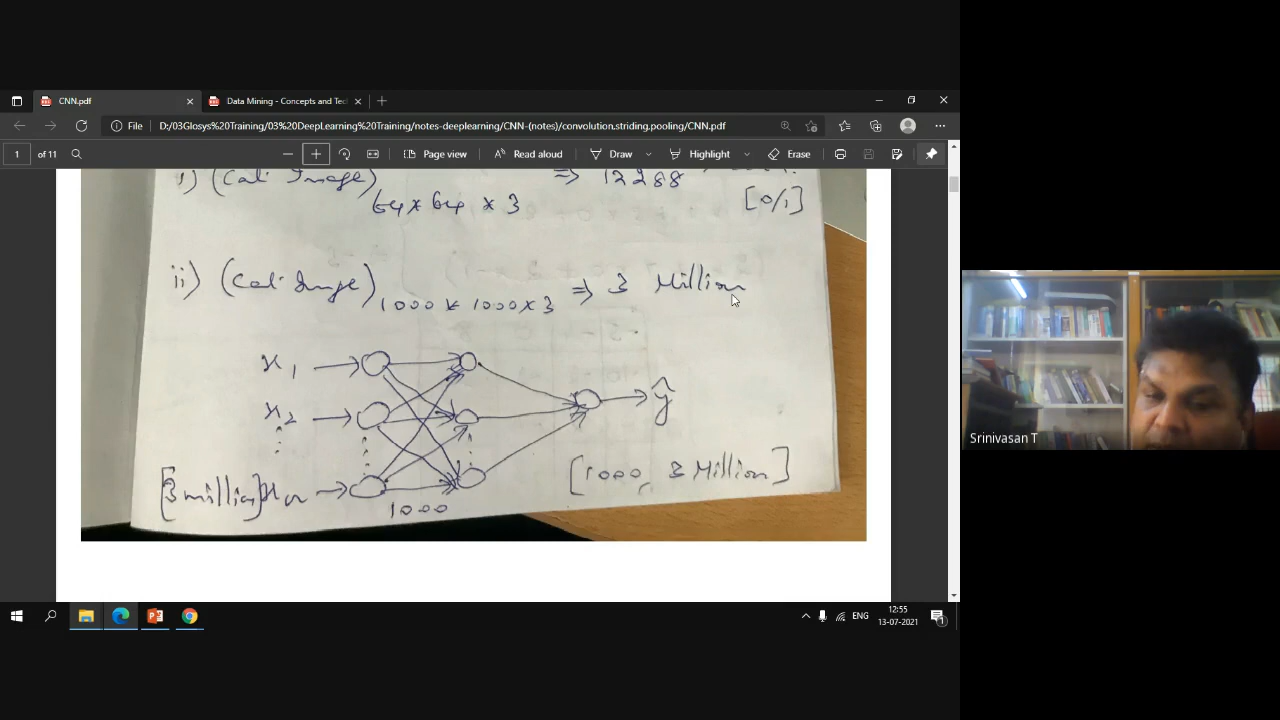 CNN.pdf
Data Mining - Concepts and Tec
File D:/03Glosys%20Training/03%20DeepLearning%20Training/notes-deeplearning/CNN-(notes)/convolution.striding.pooling/CNN.pdf
1 of 11 Page view Read aloud Draw Highlight Erase
i) (Cat Image) 64 x 64 x 3 => 12288
[0/1]
ii) (Cat Image) 1000 x 1000 x 3 => 3 Million
x1
x2
ŷ
[3 million] xn
1000
[1000, 3 Million]
Srinivasan T
ENG 12:55
13-07-2021
1